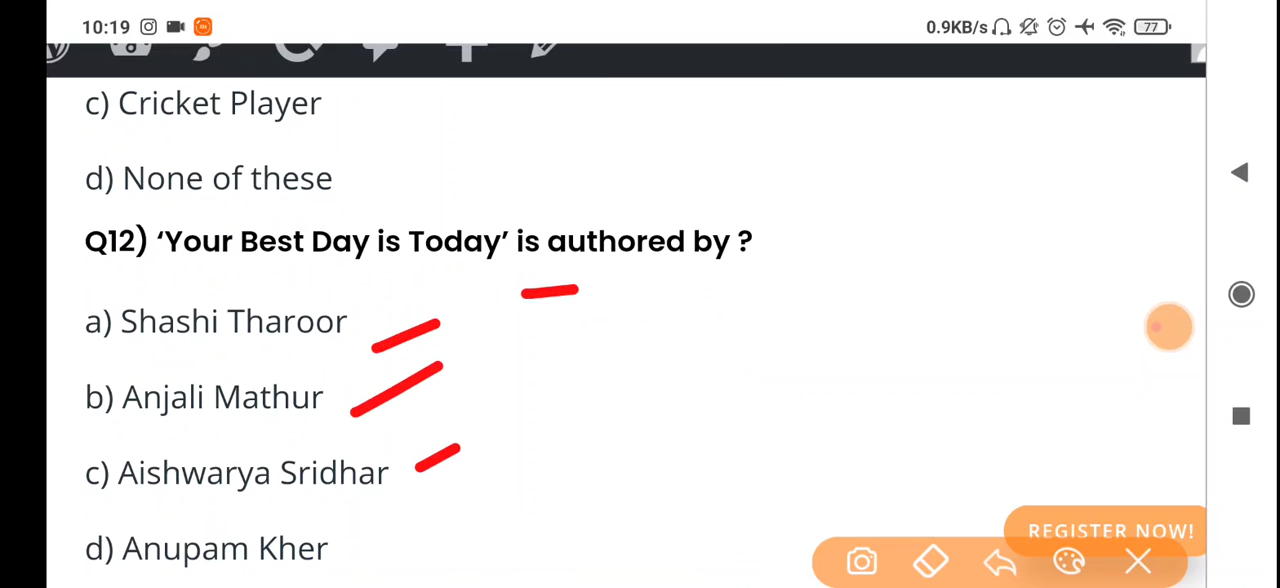 10:19
0.9KB/s 77
c) Cricket Player
d) None of these
Q12) ‘Your Best Day is Today’ is authored by ?
a) Shashi Tharoor
b) Anjali Mathur
c) Aishwarya Sridhar
d) Anupam Kher
REGISTER NOW!